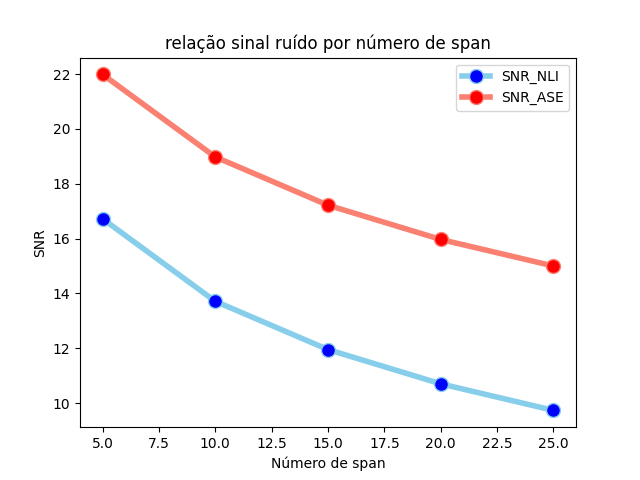 relação sinal ruído por número de span
SNR_NLI
SNR_ASE
22
20
18
16
14
12
10
SNR
5.0 7.5 10.0 12.5 15.0 17.5 20.0 22.5 25.0
Número de span